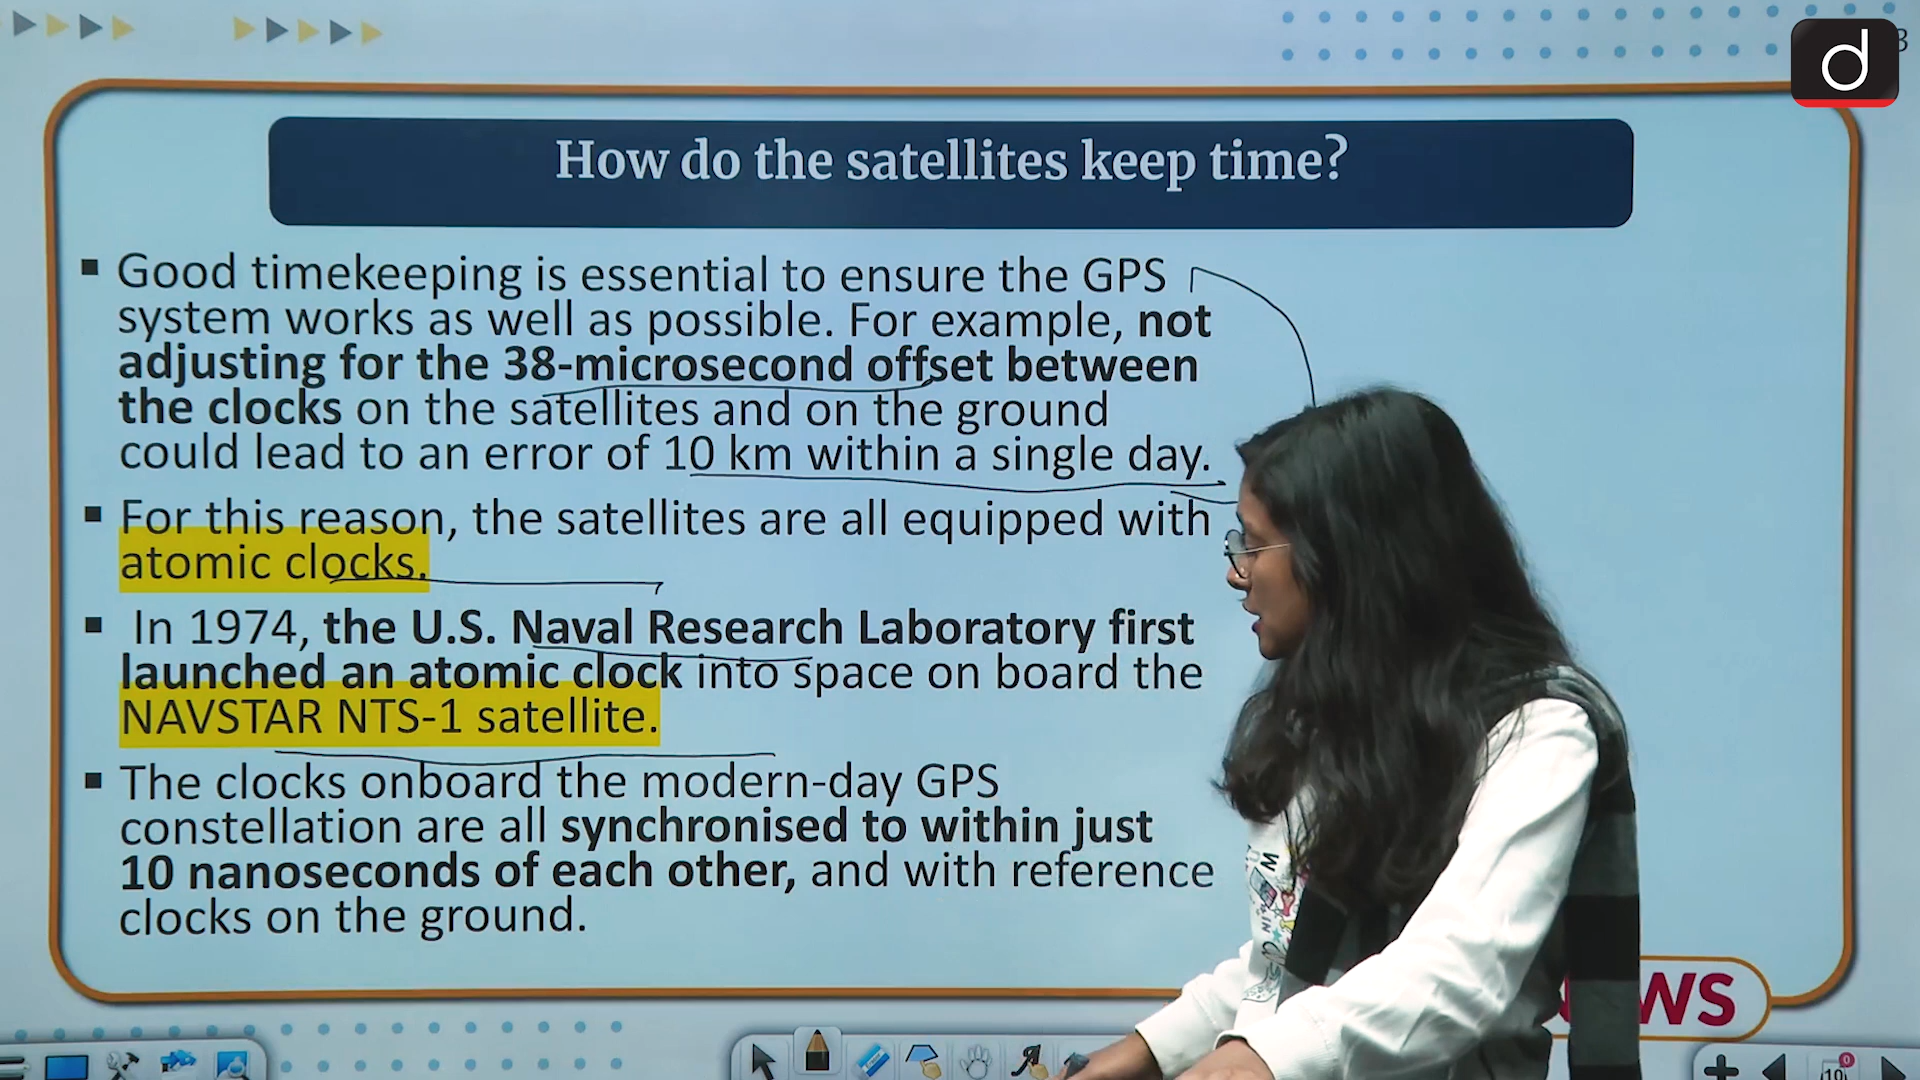 d
How do the satellites keep time?
▪ Good timekeeping is essential to ensure the GPS
system works as well as possible. For example, not
adjusting for the 38-microsecond offset between
the clocks on the satellites and on the ground
could lead to an error of 10 km within a single day.
▪ For this reason, the satellites are all equipped with
atomic clocks.
▪ In 1974, the U.S. Naval Research Laboratory first
launched an atomic clock into space on board the
NAVSTAR NTS-1 satellite.
▪ The clocks onboard the modern-day GPS
constellation are all synchronised to within just
10 nanoseconds of each other, and with reference
clocks on the ground.